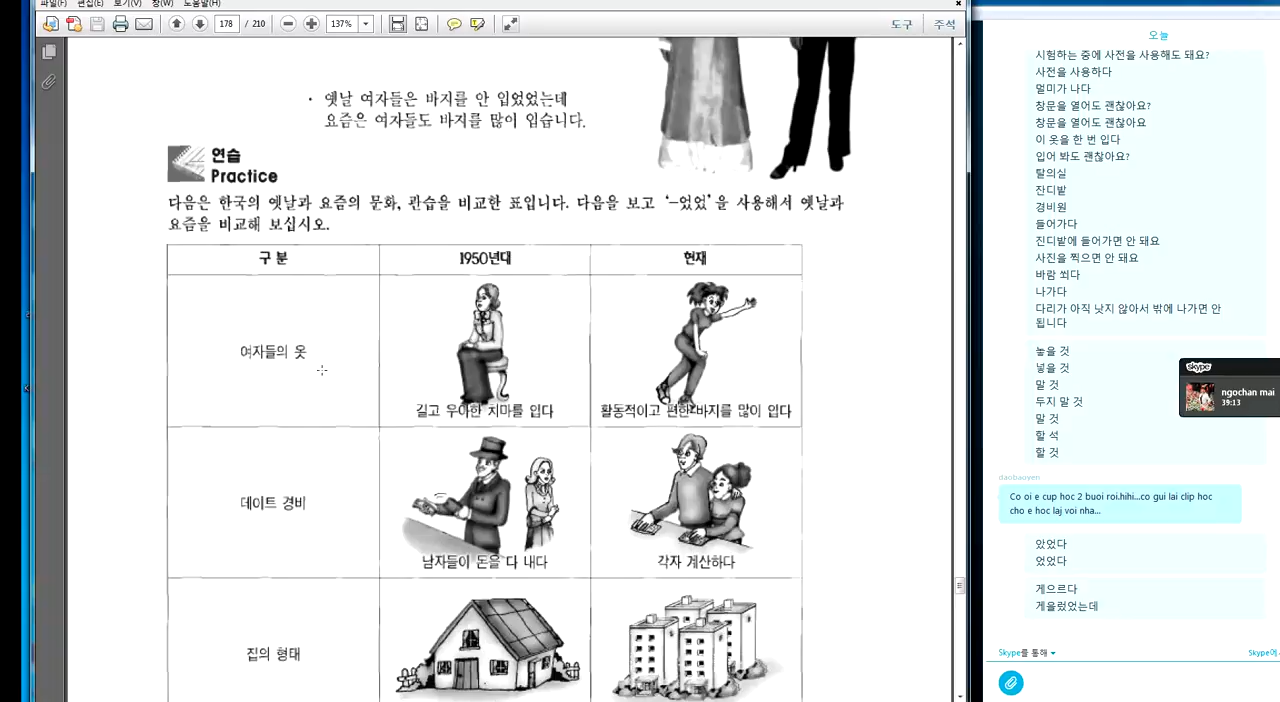 파일(F) 편집(E) 보기(V) 창(W) 도움말(H)
178 / 210
137%
도구
주석
· 옛날 여자들은 바지를 안 입었었는데
요즘은 여자들도 바지를 많이 입습니다.
연습
Practice
다음은 한국의 옛날과 요즘의 문화, 관습을 비교한 표입니다. 다음을 보고 ‘-었었’을 사용해서 옛날과
요즘을 비교해 보십시오.
구 분
1950년대
현재
여자들의 옷
길고 우아한 치마를 입다
활동적이고 편한 바지를 많이 입다
데이트 경비
남자들이 돈을 다 내다
각자 계산하다
집의 형태
오늘
시험하는 중에 사전을 사용해도 돼요?
사전을 사용하다
멀미가 나다
창문을 열어도 괜찮아요?
창문을 열어도 괜찮아요
이 옷을 한 번 입다
입어 봐도 괜찮아요?
탈의실
잔디밭
경비원
들어가다
진디밭에 들어가면 안 돼요
사진을 찍으면 안 돼요
바람 쐬다
나가다
다리가 아직 낫지 않아서 밖에 나가면 안
됩니다
놓을 것
넣을 것
말 것
두지 말 것
말 것
할 석
할 것
skype
ngochan mai
39:13
daobaoyen
Co oi e cup hoc 2 buoi roi.hihi...co gui lai clip hoc
cho e hoc laj voi nha...
았었다
었었다
게으르다
게을렀었는데
Skype를 통해